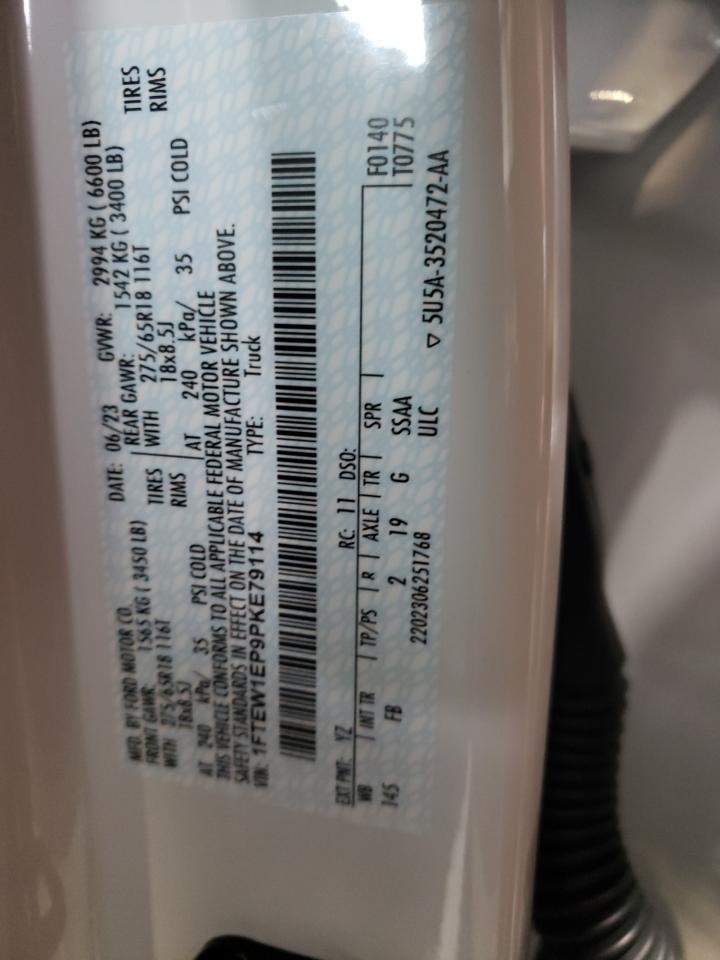 MFD. BY FORD MOTOR CO. DATE: 06/23 GVWR: 2994 KG ( 6600 LB)
FRONT GAWR: 1565 KG ( 3450 LB) REAR GAWR: 1542 KG ( 3400 LB)
WITH 275/65R18 116T TIRES WITH 275/65R18 116T TIRES
18x8.5J RIMS 18x8.5J RIMS
AT 240 kPa/ 35 PSI COLD AT 240 kPa/ 35 PSI COLD
THIS VEHICLE CONFORMS TO ALL APPLICABLE FEDERAL MOTOR VEHICLE
SAFETY STANDARDS IN EFFECT ON THE DATE OF MANUFACTURE SHOWN ABOVE.
VIN: 1FTEW1EP9PKE79114 TYPE: Truck
EXT PNT: YZ RC: 11 DSO: F0140
WB INT TR TP/PS R AXLE TR SPR T0775
145 FB 2 19 G SSAA
ULC ▽ 5U5A-3520472-AA
2202306251768